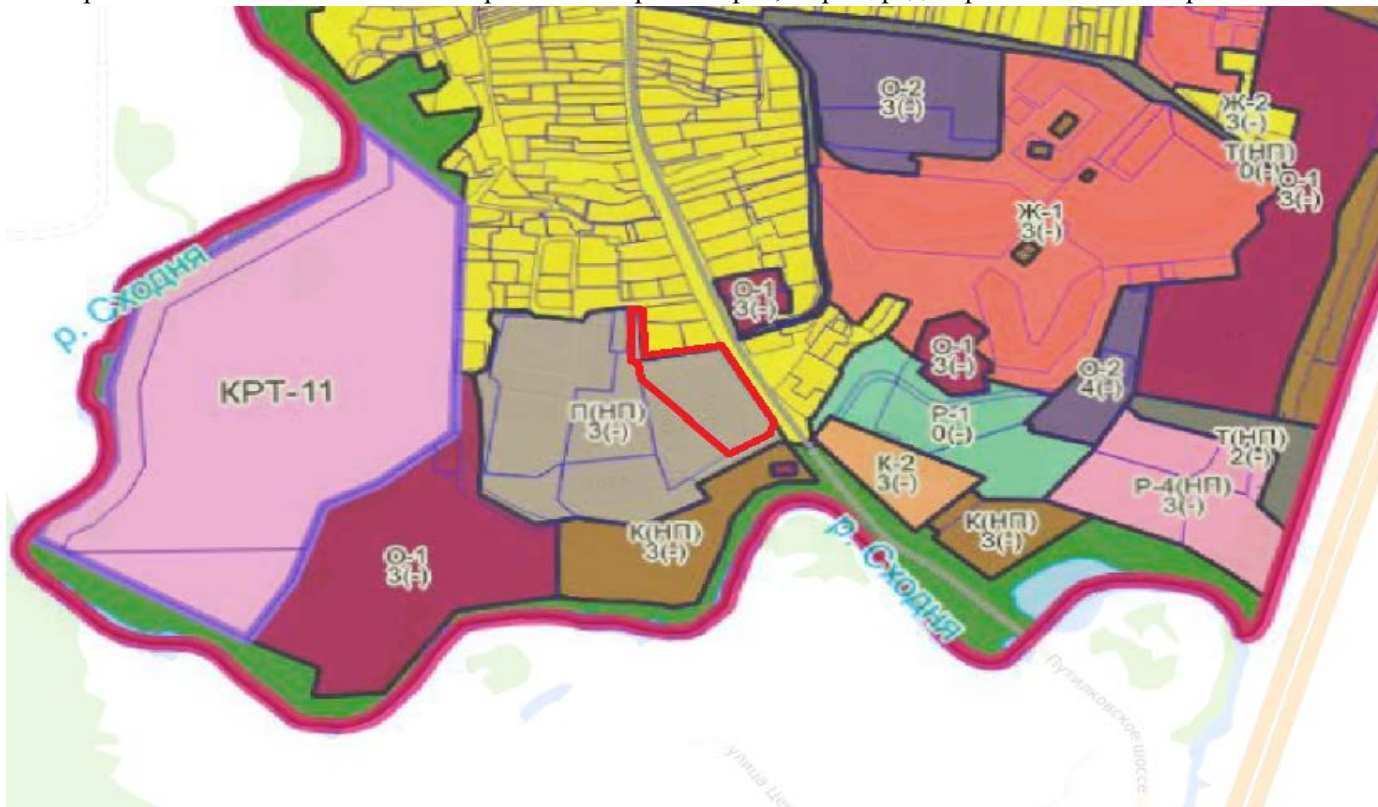 О-2
3(-)
Ж-2
3(-)
Т(НП)
0(-)
О-1
3(-)
Ж-1
3(-)
р. Сходня
О-1
3(-)
О-1
3(-)
О-2
4(-)
КРТ-11
П(НП)
3(-)
Р-1
0(-)
Т(НП)
2(-)
К-2
3(-)
Р-4(НП)
3(-)
К(НП)
3(-)
К(НП)
3(-)
О-1
3(-)
р. Сходня
Путилковское шоссе
улица